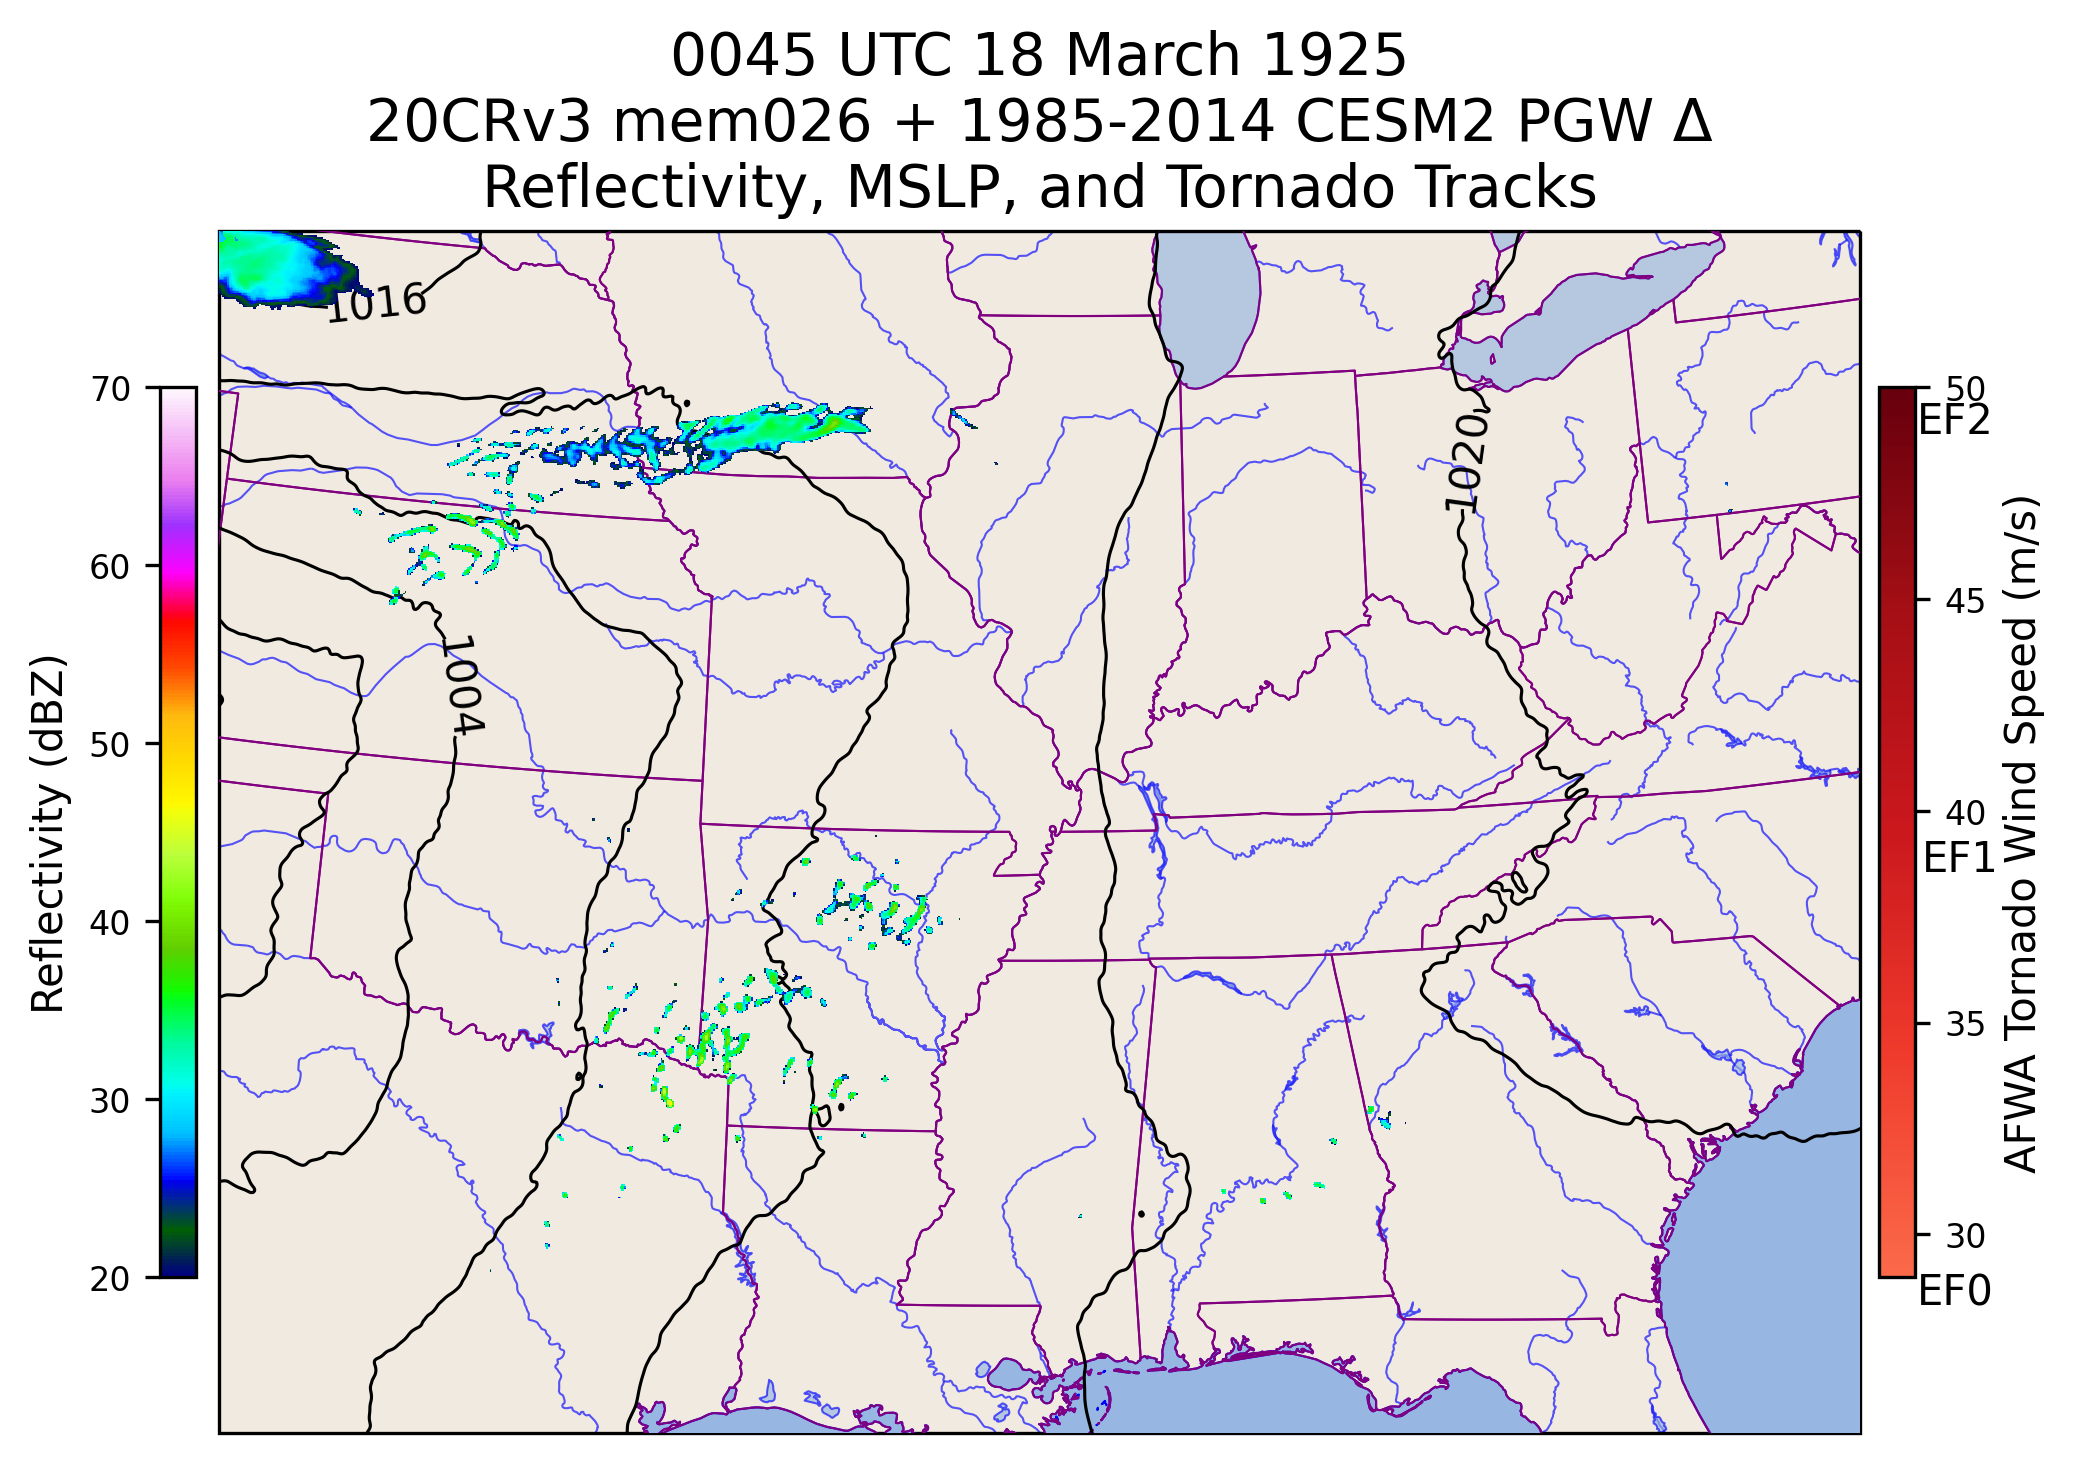 0045 UTC 18 March 1925
20CRv3 mem026 + 1985-2014 CESM2 PGW Δ
Reflectivity, MSLP, and Tornado Tracks
1016
1020
1004
70
60
50
40
30
20
Reflectivity (dBZ)
50
EF2
45
40
EF1
35
30
EF0
AFWA Tornado Wind Speed (m/s)